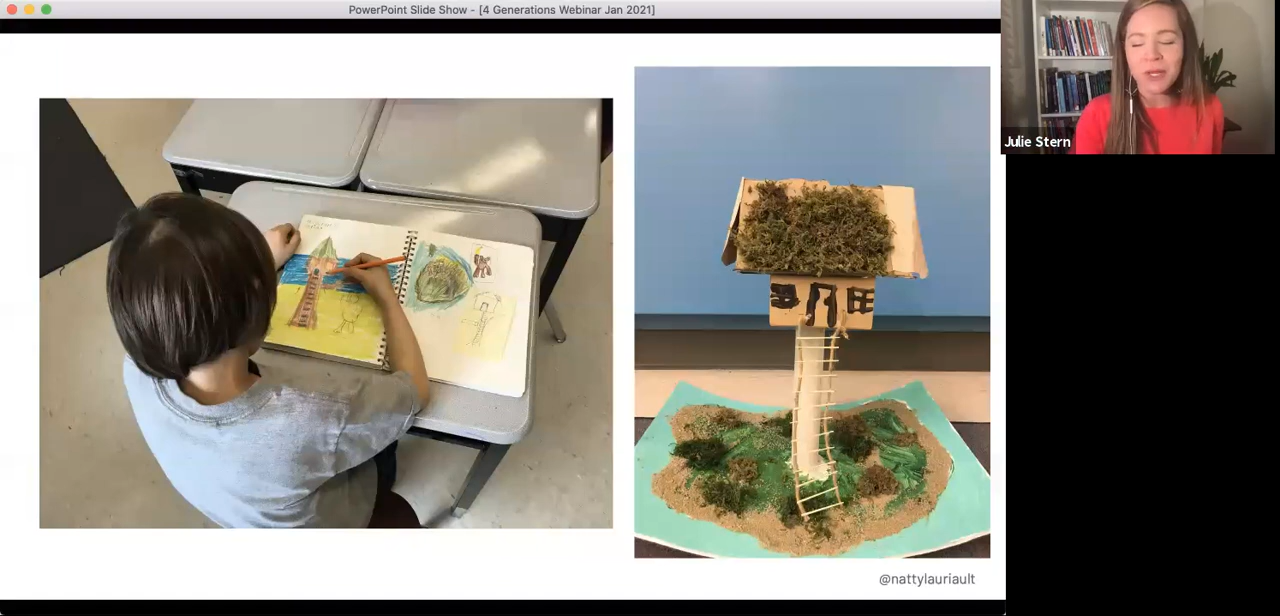 PowerPoint Slide Show - [4 Generations Webinar Jan 2021]
Julie Stern
@nattylauriault